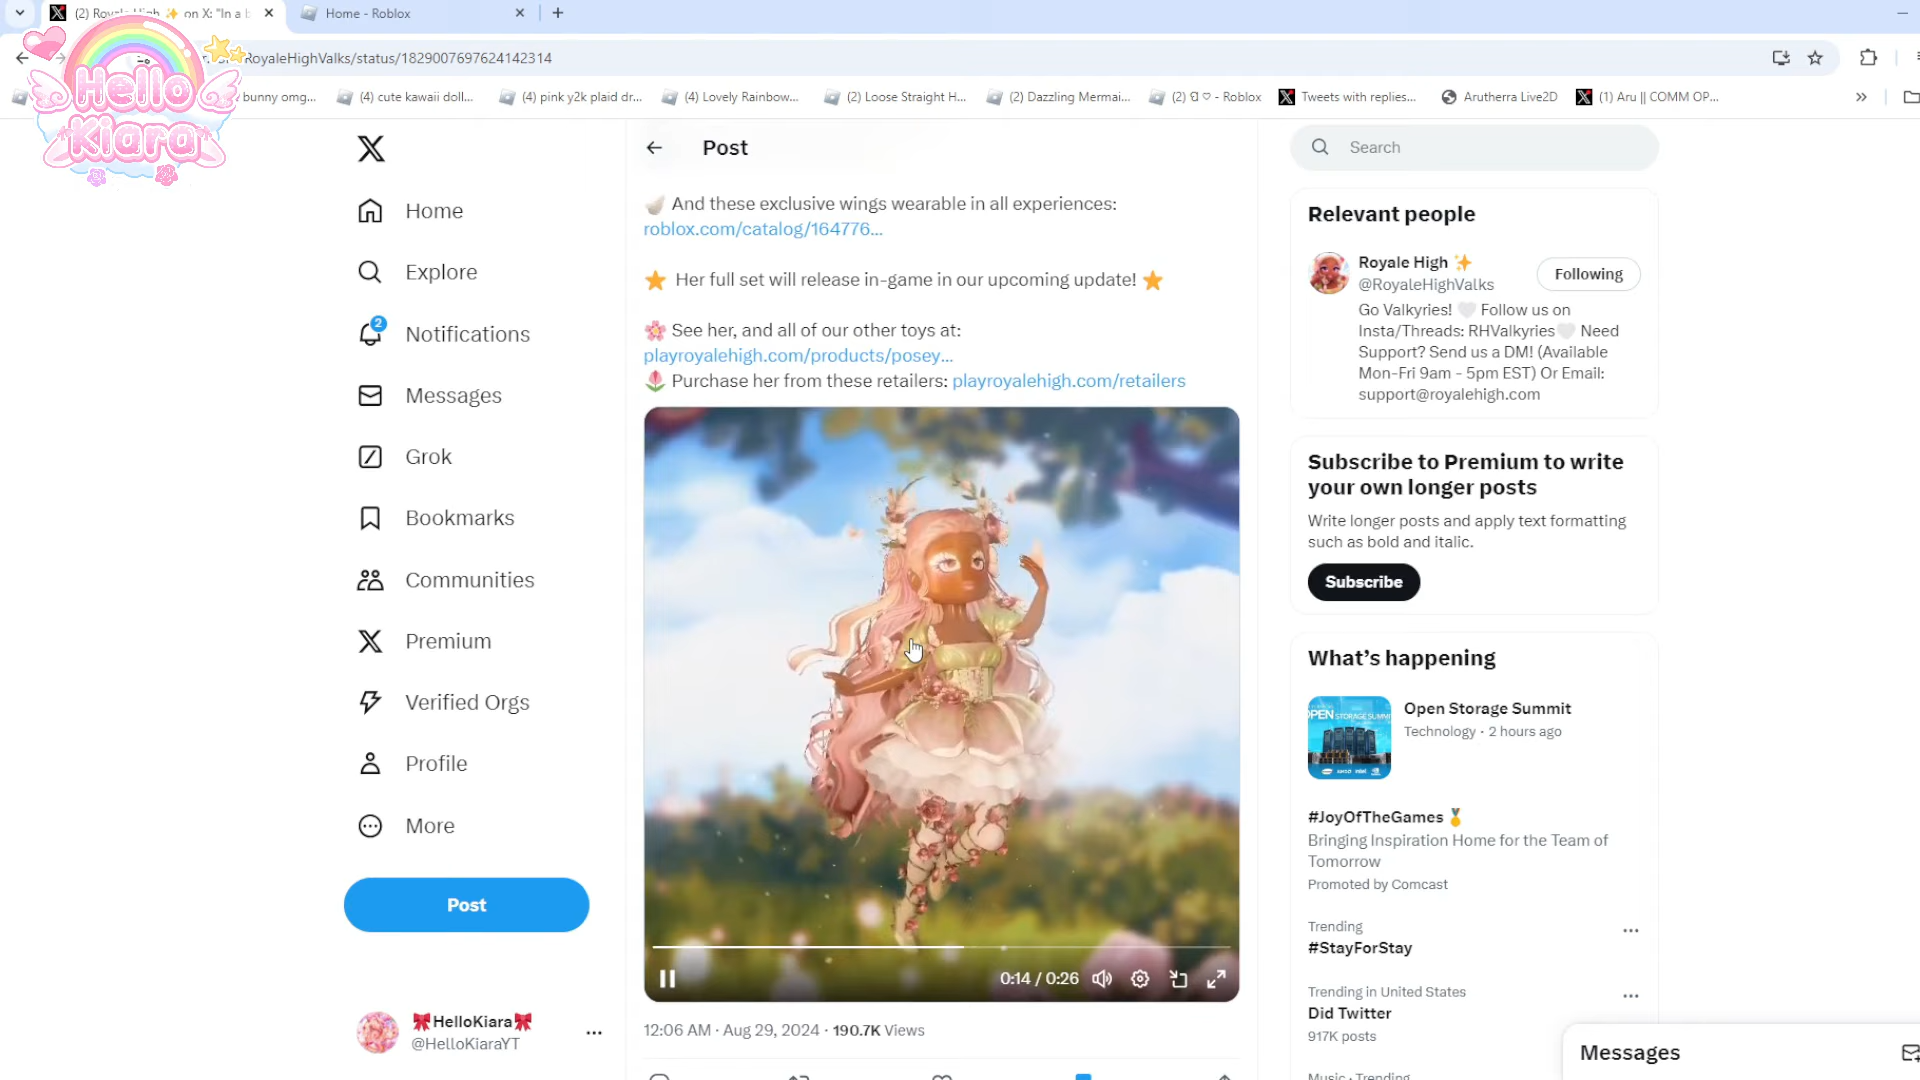 (2) Royale High ✨ on X: "In a b
Home - Roblox
RoyaleHighValks/status/1829007697624142314
Hello
Kiara
bunny omg...
(4) cute kawaii doll...
(4) pink y2k plaid dr...
(4) Lovely Rainbow...
(2) Loose Straight H...
(2) Dazzling Mermai...
(2) ໃ ♡ - Roblox
Tweets with replies...
Arutherra Live2D
(1) Aru || COMM OP...
Home
Explore
2
Notifications
Messages
Grok
Bookmarks
Communities
Premium
Verified Orgs
Profile
More
Post
🎀HelloKiara🎀
@HelloKiaraYT
Post
🪽 And these exclusive wings wearable in all experiences:
roblox.com/catalog/164776...
⭐ Her full set will release in-game in our upcoming update! ⭐
🌸 See her, and all of our other toys at:
playroyalehigh.com/products/posey...
🌷 Purchase her from these retailers: playroyalehigh.com/retailers
0:14 / 0:26
12:06 AM · Aug 29, 2024 · 190.7K Views
Search
Relevant people
Royale High ✨
@RoyaleHighValks
Following
Go Valkyries! 🤍 Follow us on
Insta/Threads: RHValkyries🤍 Need
Support? Send us a DM! (Available
Mon-Fri 9am - 5pm EST) Or Email:
support@royalehigh.com
Subscribe to Premium to write
your own longer posts
Write longer posts and apply text formatting
such as bold and italic.
Subscribe
What's happening
OPEN STORAGE SUMMIT
Open Storage Summit
Technology · 2 hours ago
#JoyOfTheGames 🏅
Bringing Inspiration Home for the Team of
Tomorrow
Promoted by Comcast
Trending
#StayForStay
Trending in United States
Did Twitter
917K posts
Music · Trending
Messages